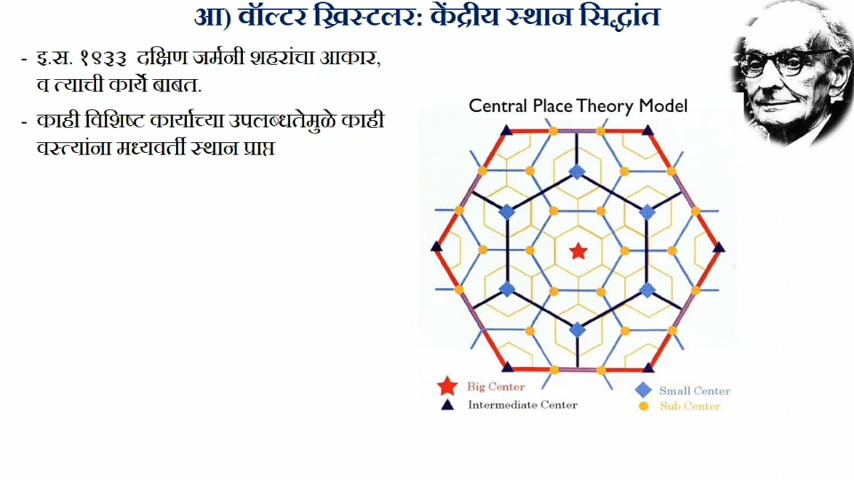 आ) वॉल्टर ख्रिस्टलर: केंद्रीय स्थान सिद्धांत
- इ.स. १९३३ दक्षिण जर्मनी शहरांचा आकार,
व त्याची कार्ये बाबत.
- काही विशिष्ट कार्याच्या उपलब्धतेमुळे काही
वस्त्यांना मध्यवर्ती स्थान प्राप्त
Central Place Theory Model
Big Center
Small Center
Intermediate Center
Sub Center